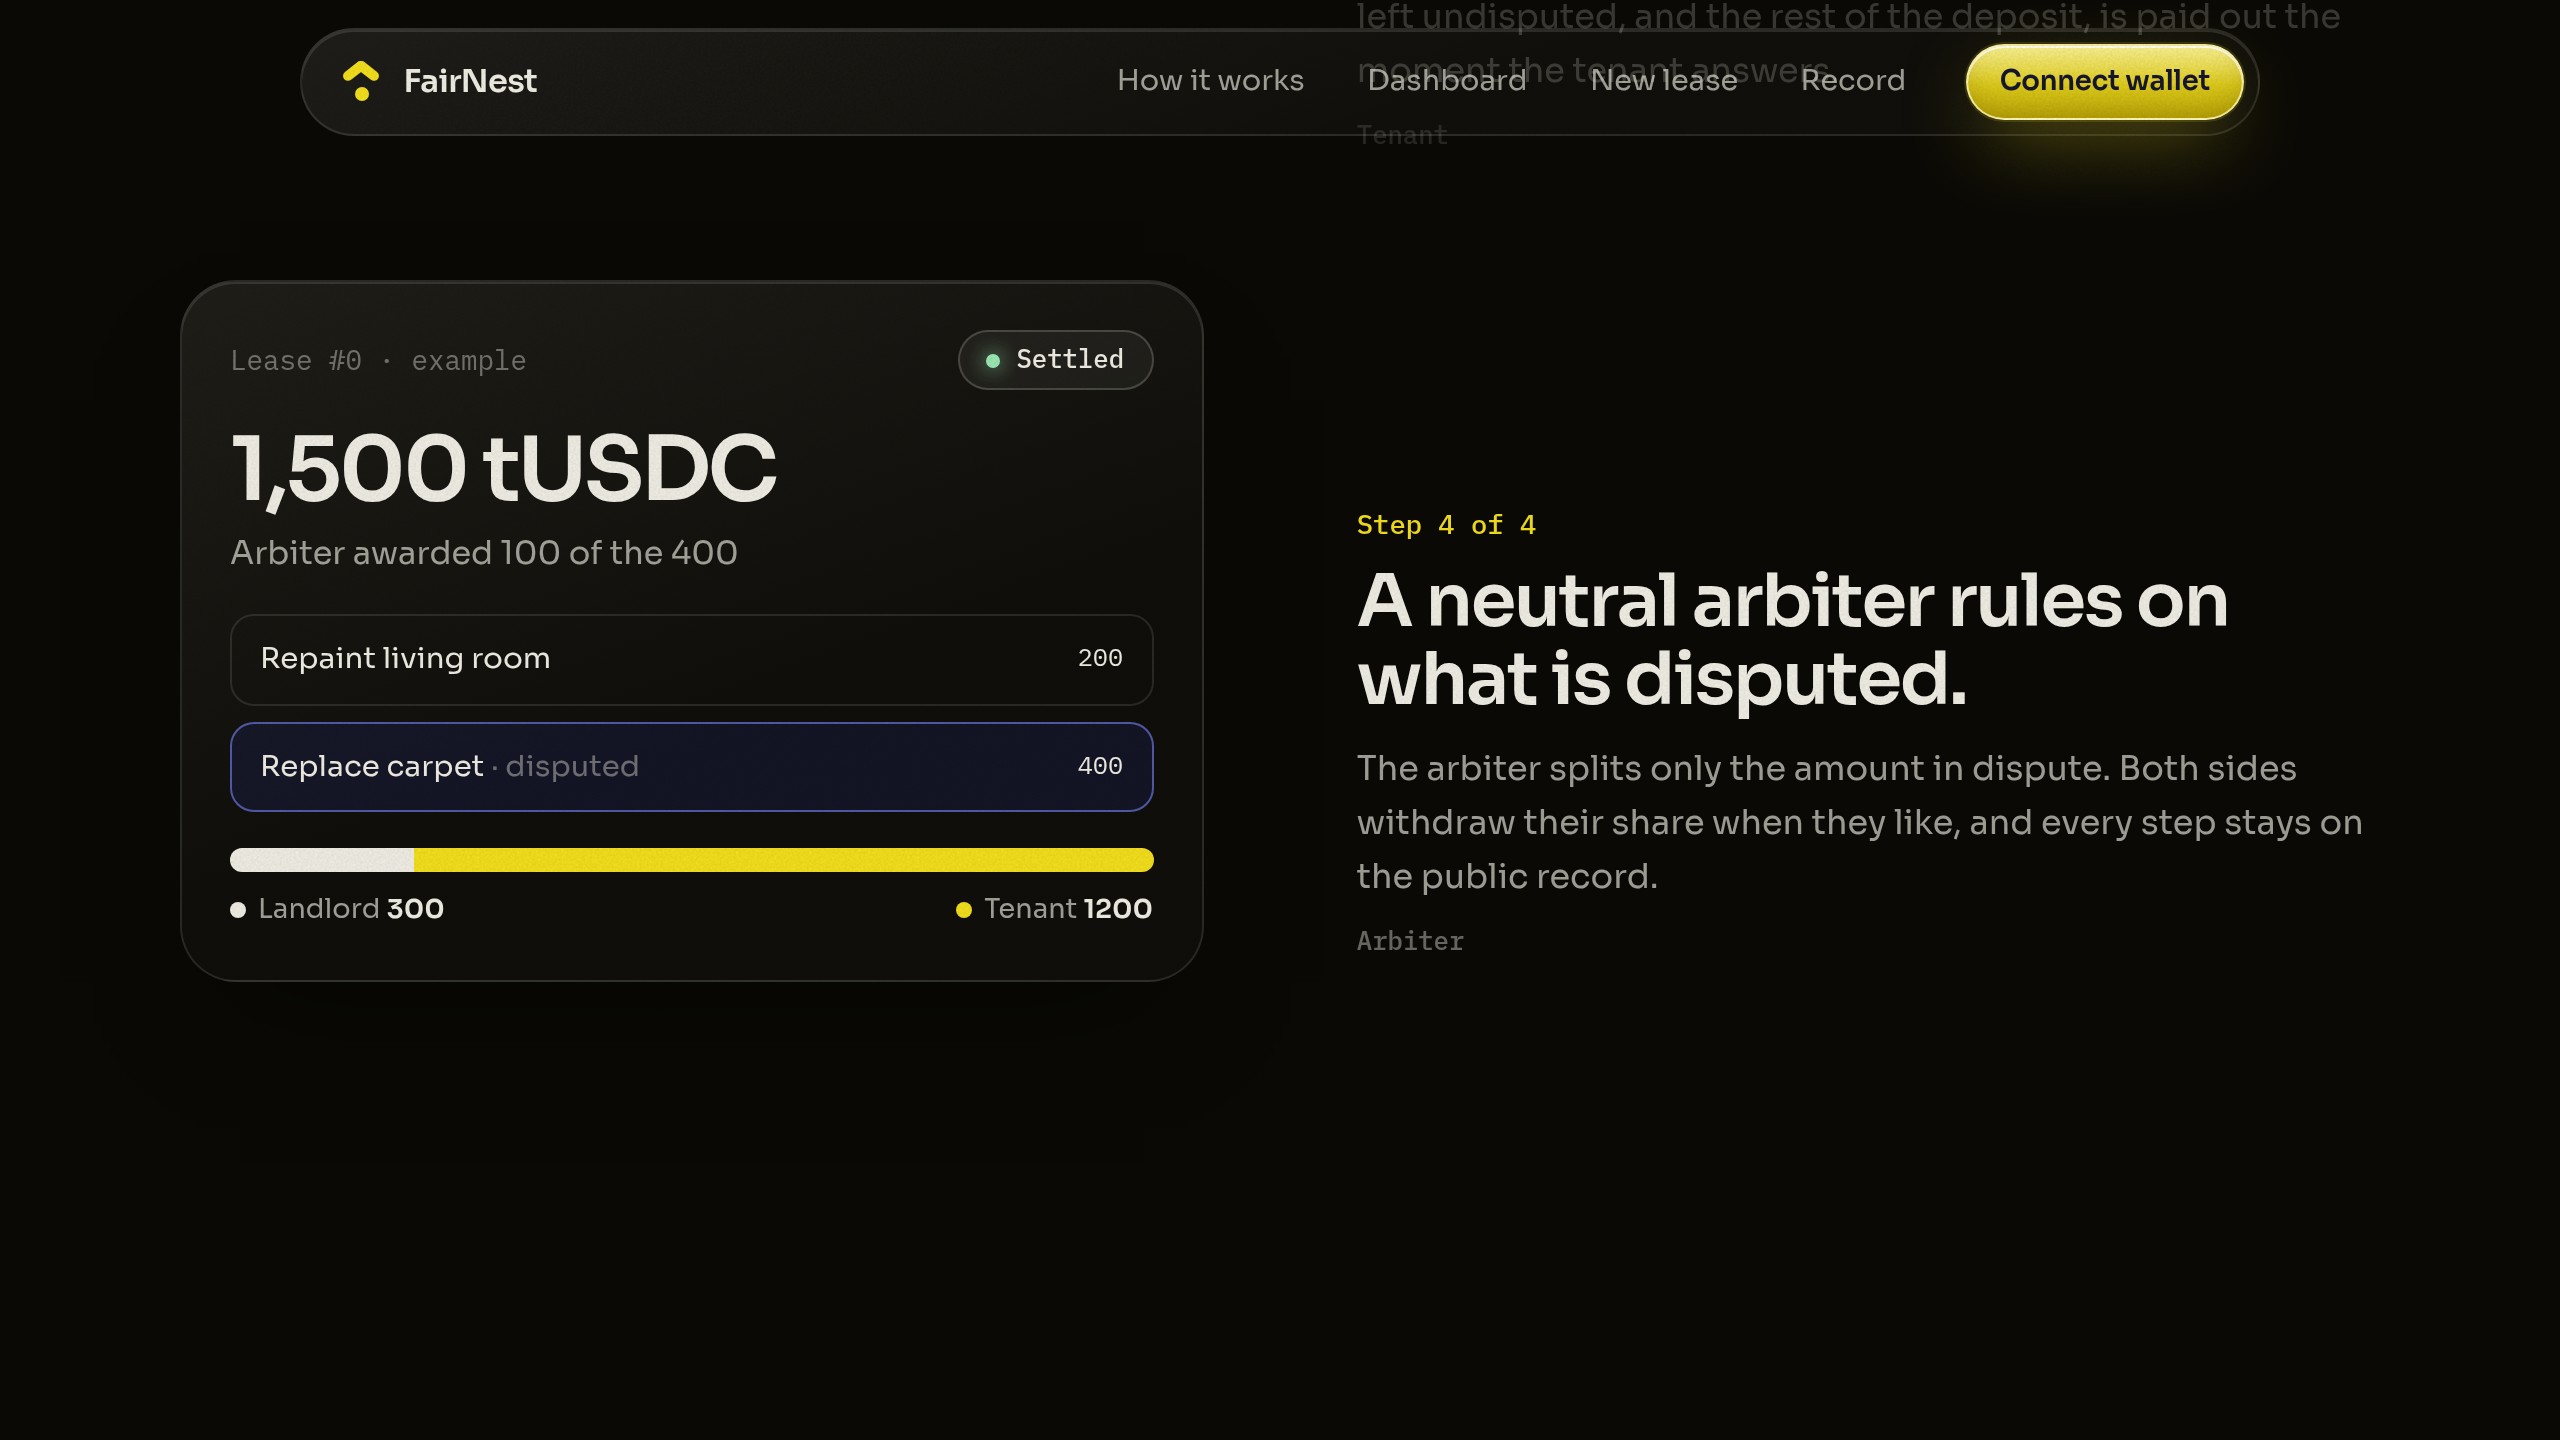 left undisputed, and the rest of the deposit, is paid out the
moment the tenant answers.
FairNest
How it works
Dashboard
New lease
Record
Connect wallet
Tenant
Lease #0 · example
Settled
1,500 tUSDC
Arbiter awarded 100 of the 400
Repaint living room
200
Replace carpet · disputed
400
Landlord 300
Tenant 1200
Step 4 of 4
A neutral arbiter rules on
what is disputed.
The arbiter splits only the amount in dispute. Both sides
withdraw their share when they like, and every step stays on
the public record.
Arbiter